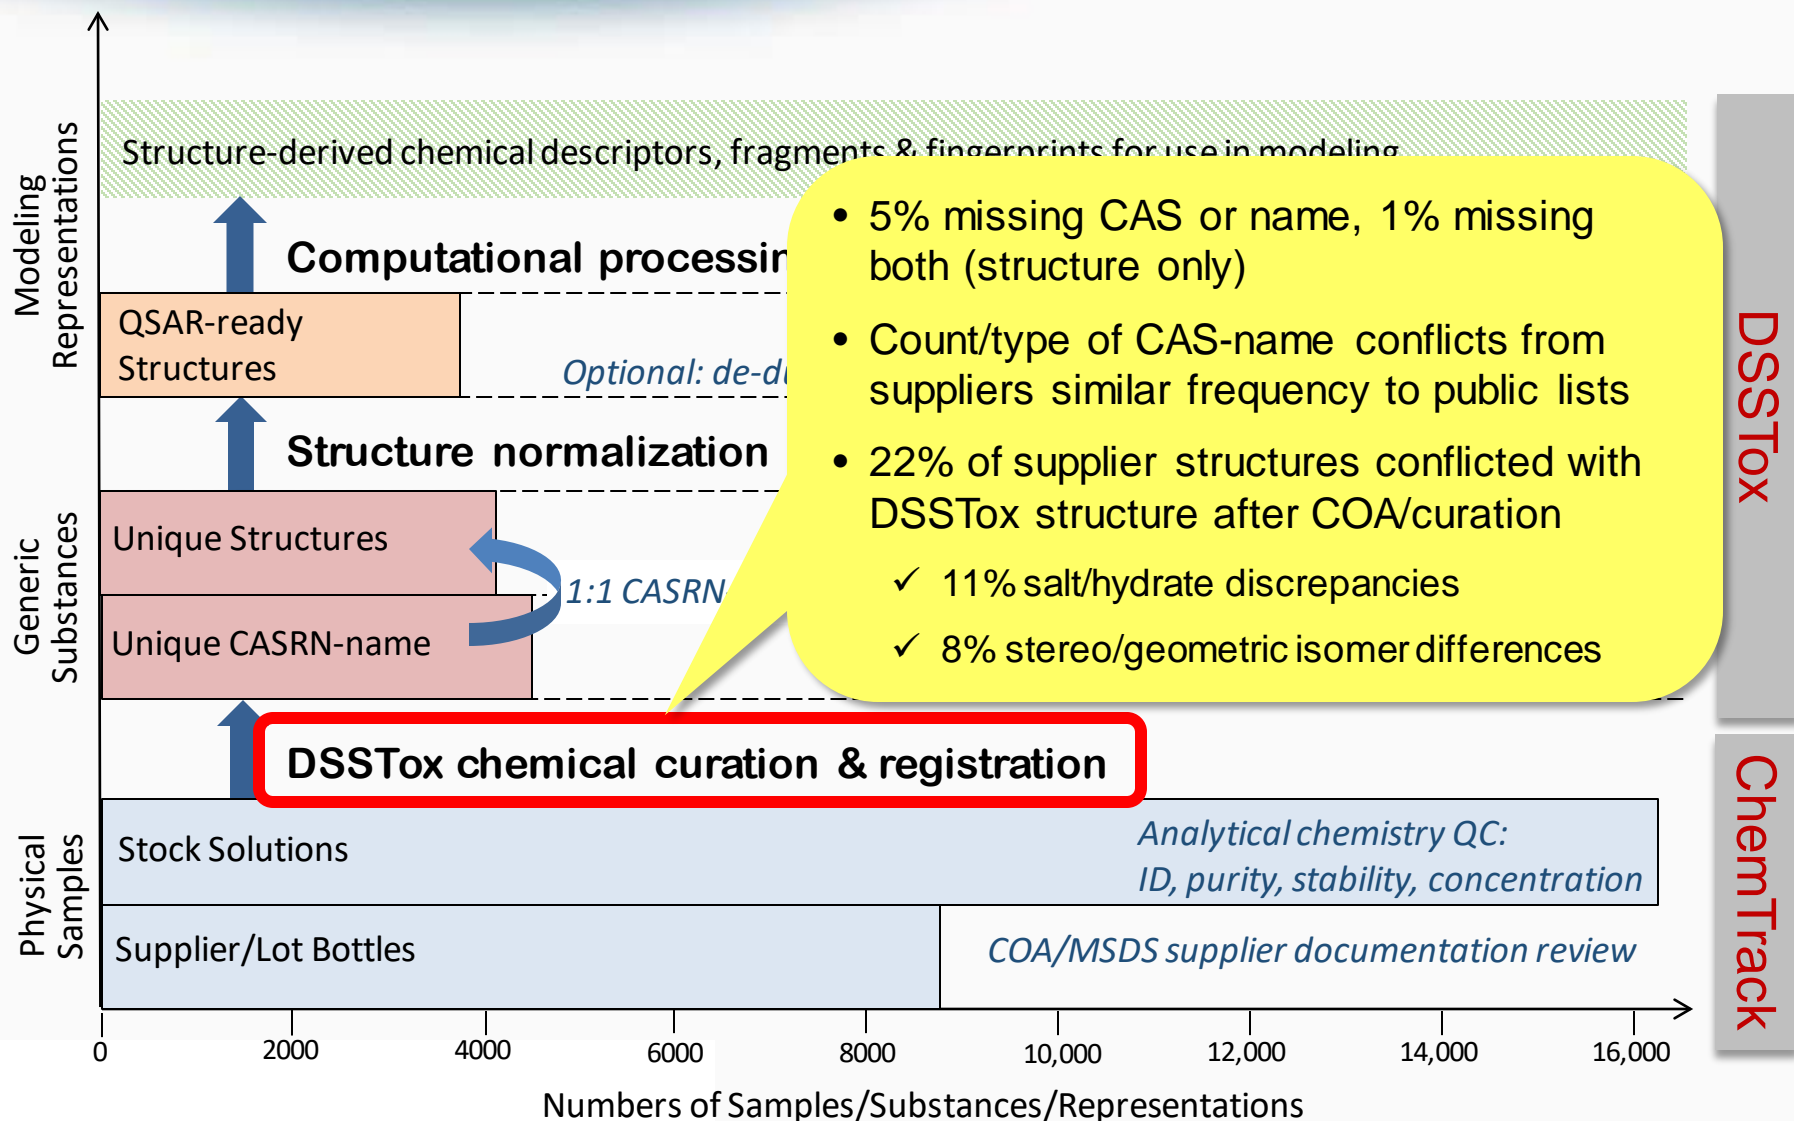 Modeling
Representations
Structure-derived chemical descriptors, fragments & fingerprints for use in modeling
Computational processin
QSAR-ready
Structures
Optional: de-du
Structure normalization
Generic
Substances
Unique Structures
1:1 CASRN-
Unique CASRN-name
• 5% missing CAS or name, 1% missing
both (structure only)
• Count/type of CAS-name conflicts from
suppliers similar frequency to public lists
• 22% of supplier structures conflicted with
DSSTox structure after COA/curation
✓ 11% salt/hydrate discrepancies
✓ 8% stereo/geometric isomer differences
DSSTox
DSSTox chemical curation & registration
Physical
Samples
Stock Solutions
Analytical chemistry QC:
ID, purity, stability, concentration
Supplier/Lot Bottles
COA/MSDS supplier documentation review
ChemTrack
0 2000 4000 6000 8000 10,000 12,000 14,000 16,000
Numbers of Samples/Substances/Representations